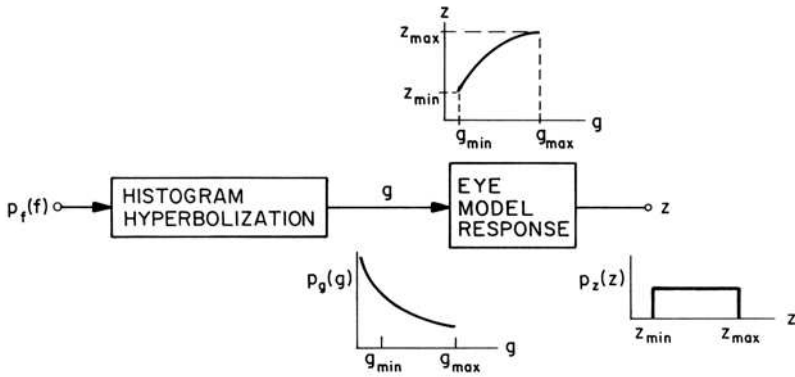 z
z_max
z_min
g_min g_max g
p_f(f) HISTOGRAM HYPERBOLIZATION g EYE MODEL RESPONSE z
p_g(g)
g_min g_max g
p_z(z)
z_min z_max z